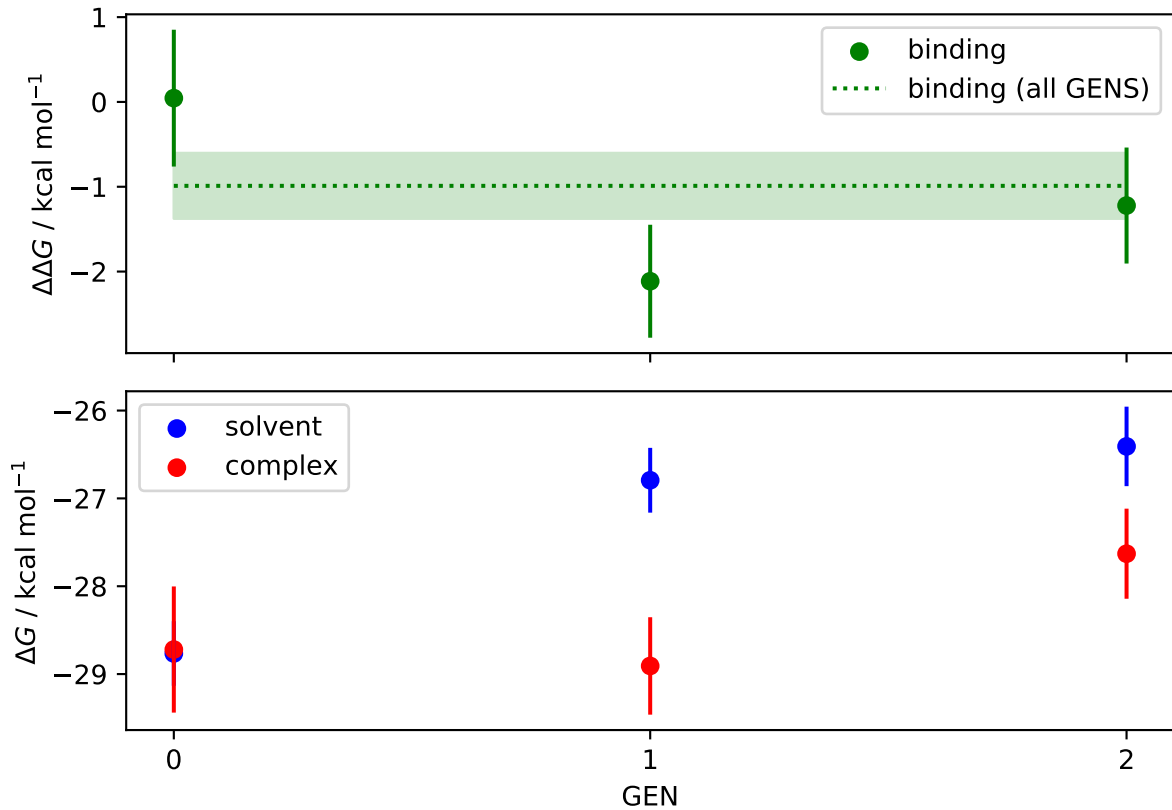 1
0
−1
−2
ΔΔG / kcal mol⁻¹
binding
binding (all GENS)
−26
−27
−28
−29
ΔG / kcal mol⁻¹
solvent
complex
0 1 2
GEN